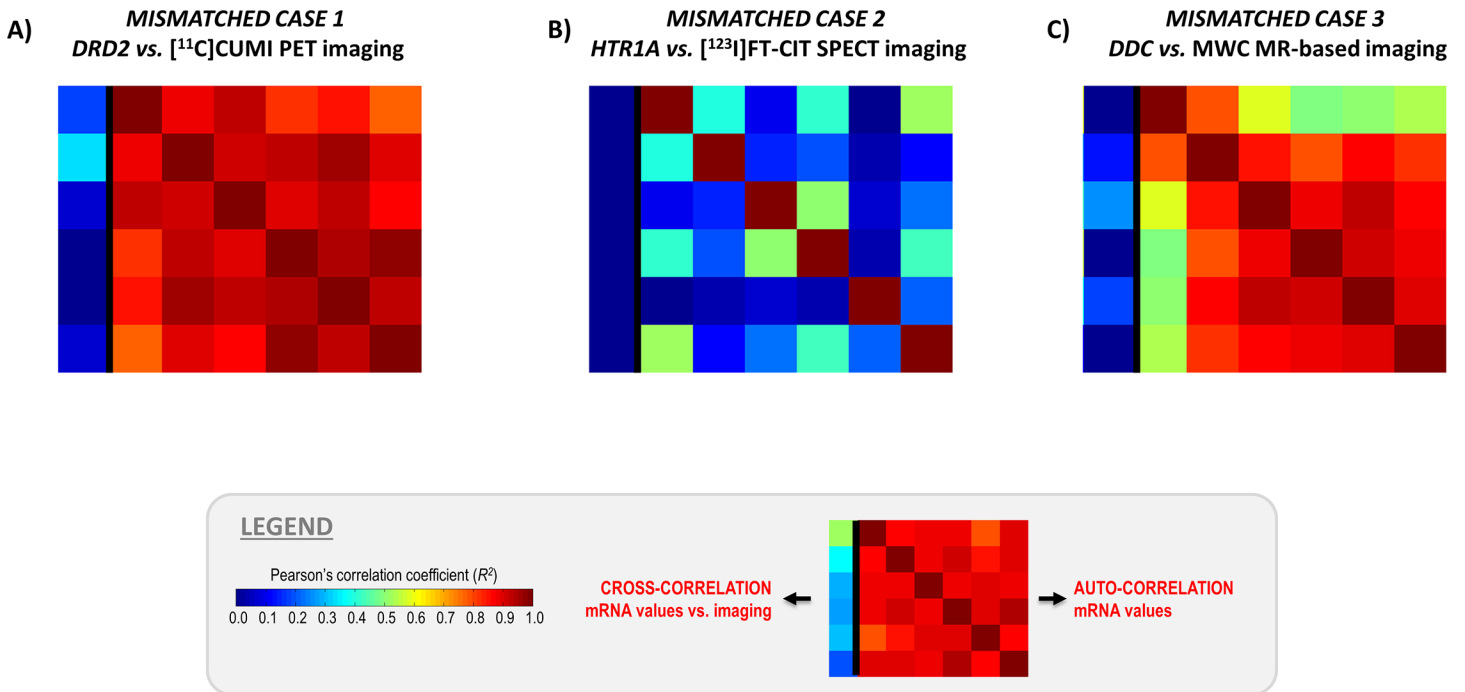 A)
MISMATCHED CASE 1
DRD2 vs. [¹¹C]CUMI PET imaging
B)
MISMATCHED CASE 2
HTR1A vs. [¹²³I]FT-CIT SPECT imaging
C)
MISMATCHED CASE 3
DDC vs. MWC MR-based imaging
LEGEND
Pearson's correlation coefficient (R²)
0.0 0.1 0.2 0.3 0.4 0.5 0.6 0.7 0.8 0.9 1.0
CROSS-CORRELATION
mRNA values vs. imaging
AUTO-CORRELATION
mRNA values